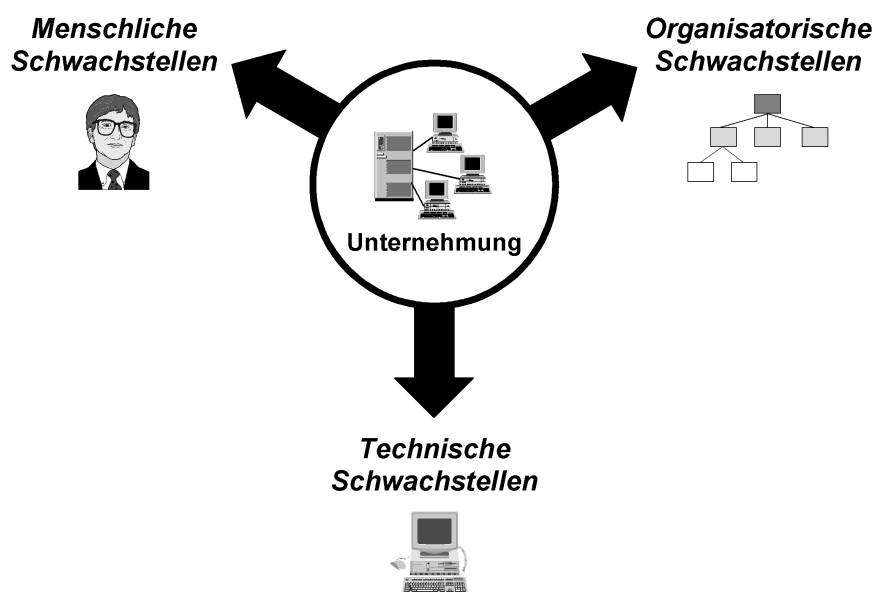 Menschliche
Schwachstellen
Organisatorische
Schwachstellen
Unternehmung
Technische
Schwachstellen